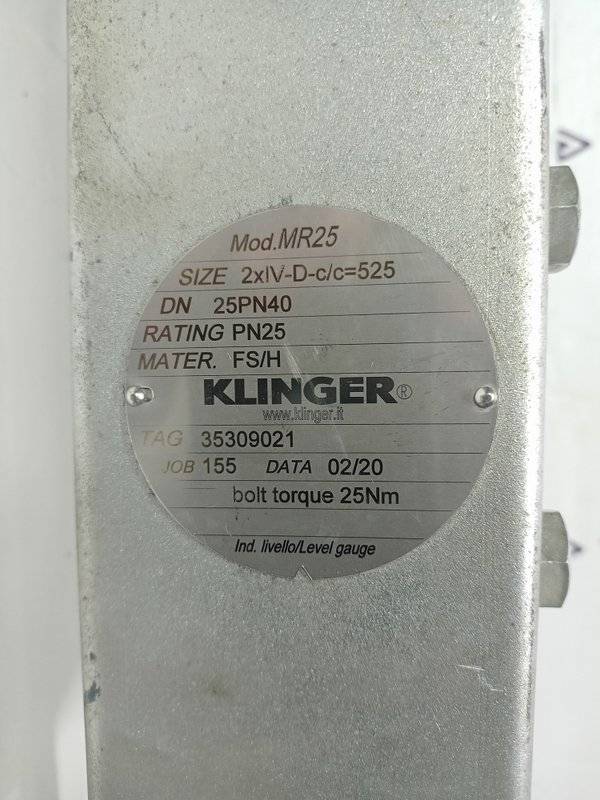 Mod.MR25
SIZE 2xIV-D-c/c=525
DN 25PN40
RATING PN25
MATER. FS/H
KLINGER®
www.klinger.it
TAG 35309021
JOB 155 DATA 02/20
bolt torque 25Nm
Ind. livello/Level gauge